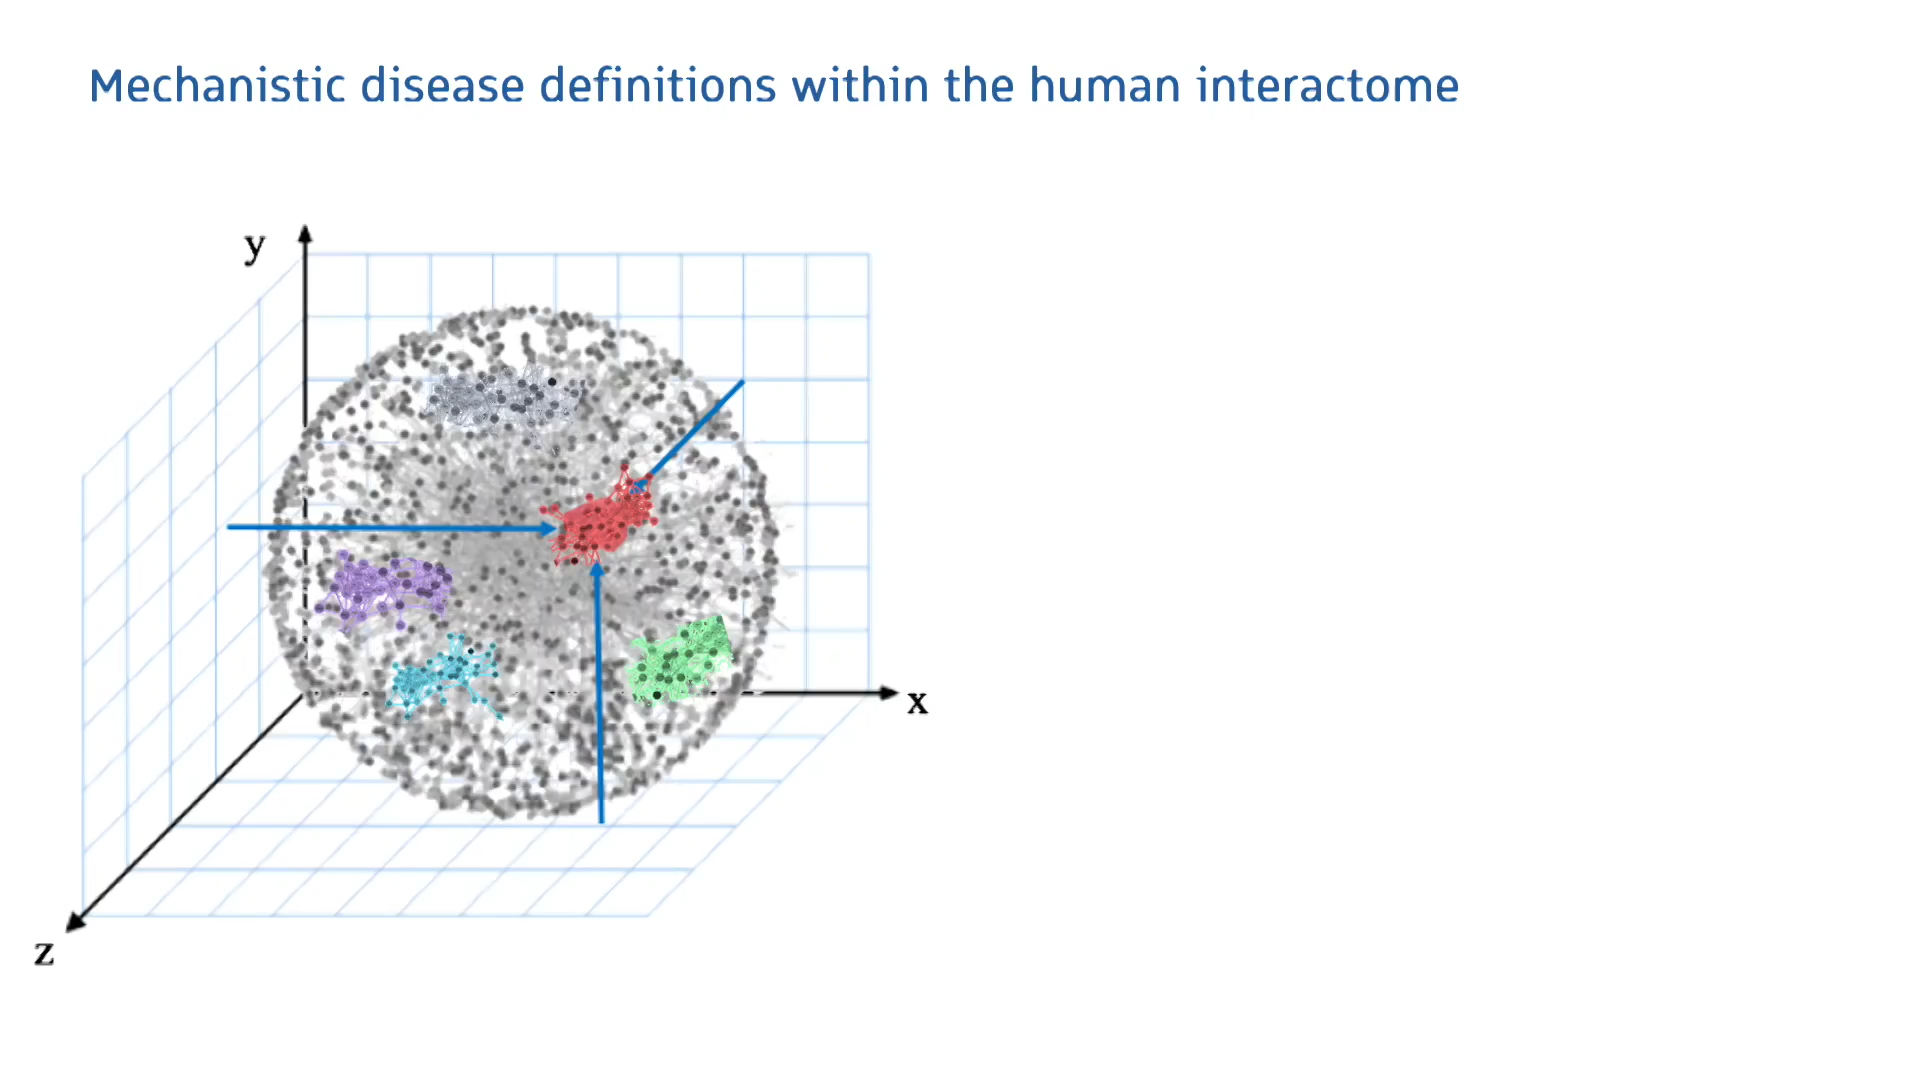 Mechanistic disease definitions within the human interactome
y
x
z